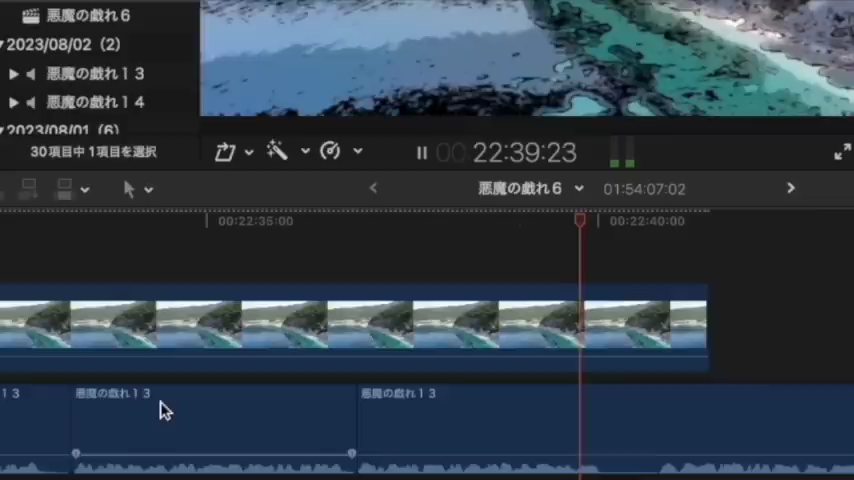 悪魔の戯れ6
2023/08/02（2）
悪魔の戯れ１３
悪魔の戯れ１４
2023/08/01（6）
30項目中1項目を選択
00 22:39:23
悪魔の戯れ6
01:54:07:02
00:22:35:00
00:22:40:00
１３
悪魔の戯れ１３
悪魔の戯れ１３